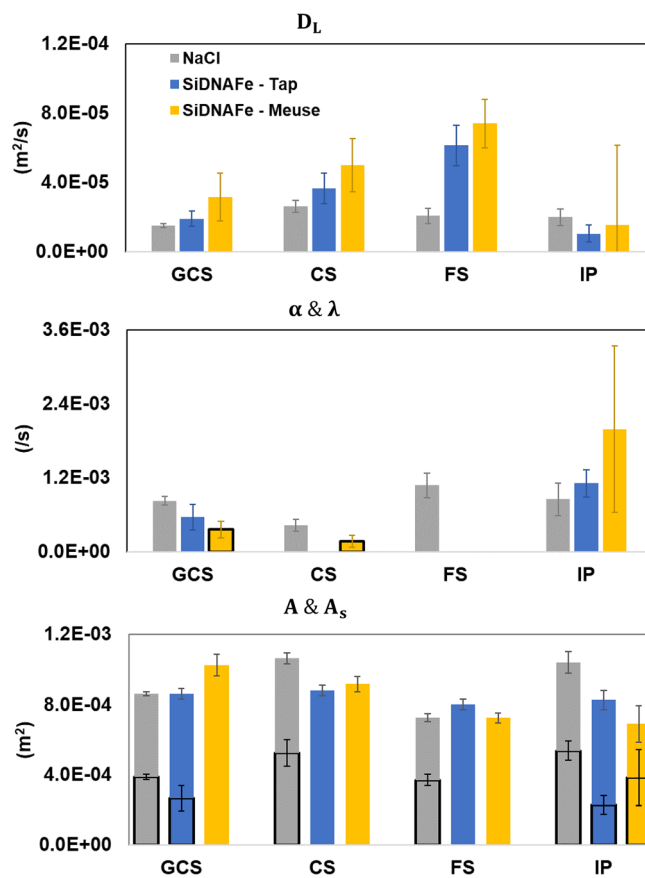 D_L
1.2E-04
8.0E-05
4.0E-05
0.0E+00
(m²/s)
NaCl
SiDNAFe - Tap
SiDNAFe - Meuse
GCS CS FS IP
α & λ
3.6E-03
2.4E-03
1.2E-03
0.0E+00
(/s)
GCS CS FS IP
A & A_s
1.2E-03
8.0E-04
4.0E-04
0.0E+00
(m²)
GCS CS FS IP